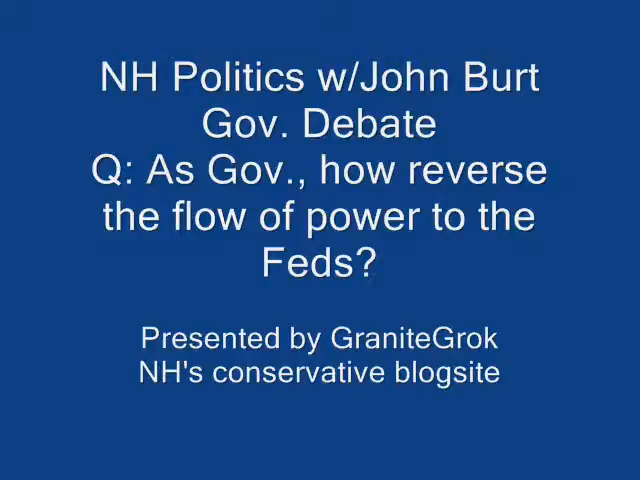 NH Politics w/John Burt
Gov. Debate
Q: As Gov., how reverse
the flow of power to the
Feds?
Presented by GraniteGrok
NH's conservative blogsite